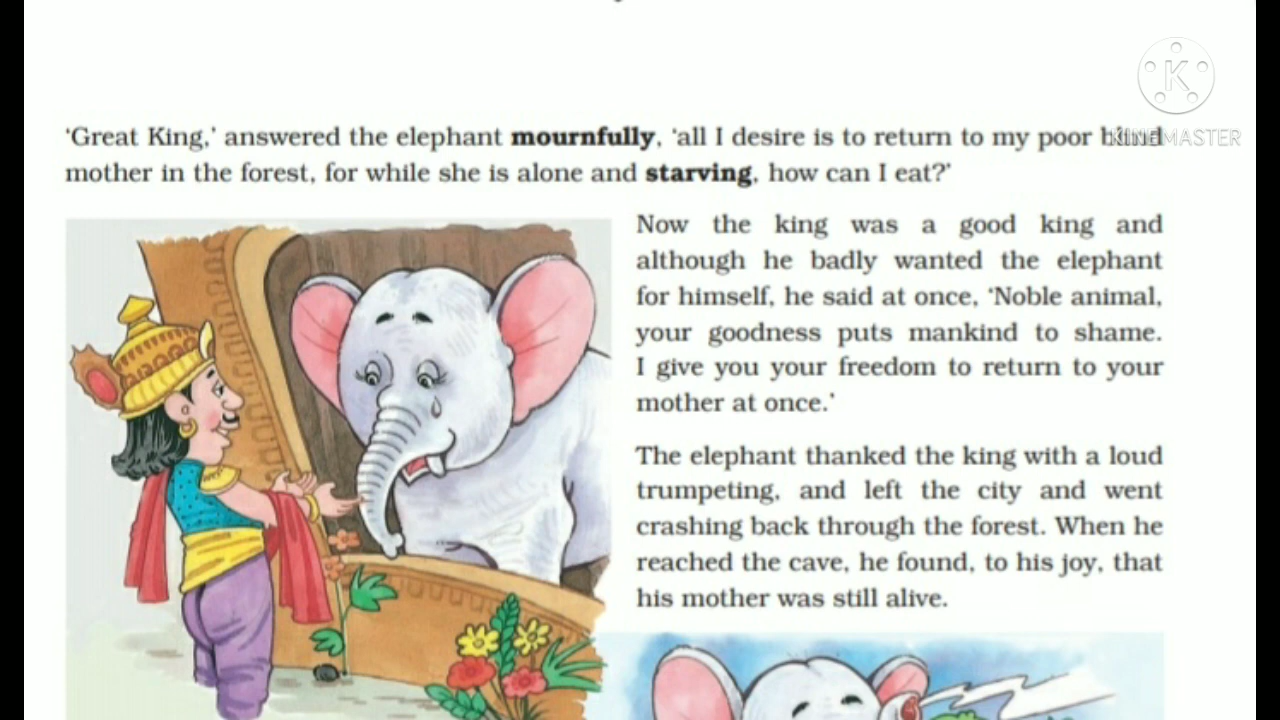 K
KINEMASTER
'Great King,' answered the elephant mournfully, 'all I desire is to return to my poor blind
mother in the forest, for while she is alone and starving, how can I eat?'
Now the king was a good king and
although he badly wanted the elephant
for himself, he said at once, 'Noble animal,
your goodness puts mankind to shame.
I give you your freedom to return to your
mother at once.'
The elephant thanked the king with a loud
trumpeting, and left the city and went
crashing back through the forest. When he
reached the cave, he found, to his joy, that
his mother was still alive.